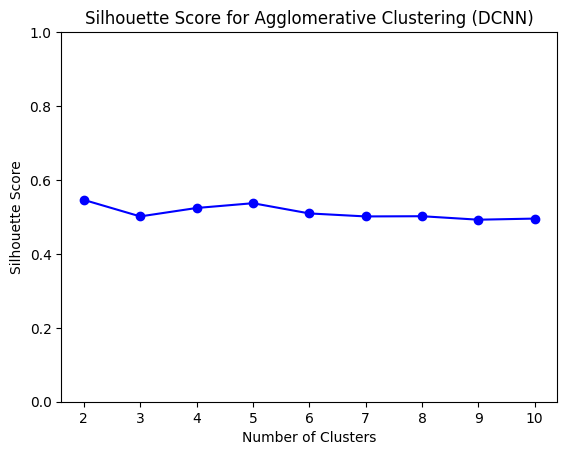 Silhouette Score for Agglomerative Clustering (DCNN)
1.0
0.8
0.6
0.4
0.2
0.0
Silhouette Score
2 3 4 5 6 7 8 9 10
Number of Clusters